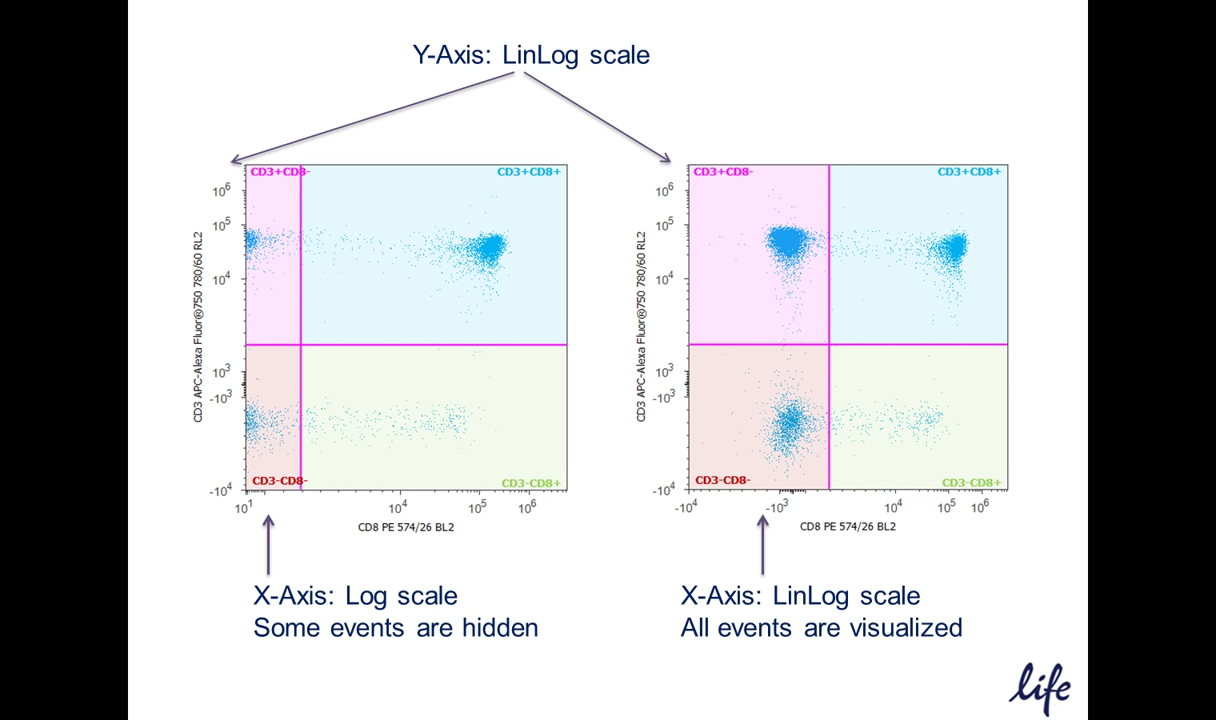 Y-Axis: LinLog scale
CD3+CD8-
CD3+CD8+
10^6
10^5
10^4
10^3
-10^3
-10^4
CD3 APC-Alexa Fluor®750 780/60 RL2
CD3-CD8-
CD3-CD8+
10^1
10^4
10^5
10^6
CD8 PE 574/26 BL2
X-Axis: Log scale
Some events are hidden
CD3+CD8-
CD3+CD8+
10^6
10^5
10^4
10^3
-10^3
-10^4
CD3 APC-Alexa Fluor®750 780/60 RL2
CD3-CD8-
CD3-CD8+
-10^4
-10^3
10^4
10^5
10^6
CD8 PE 574/26 BL2
X-Axis: LinLog scale
All events are visualized
life